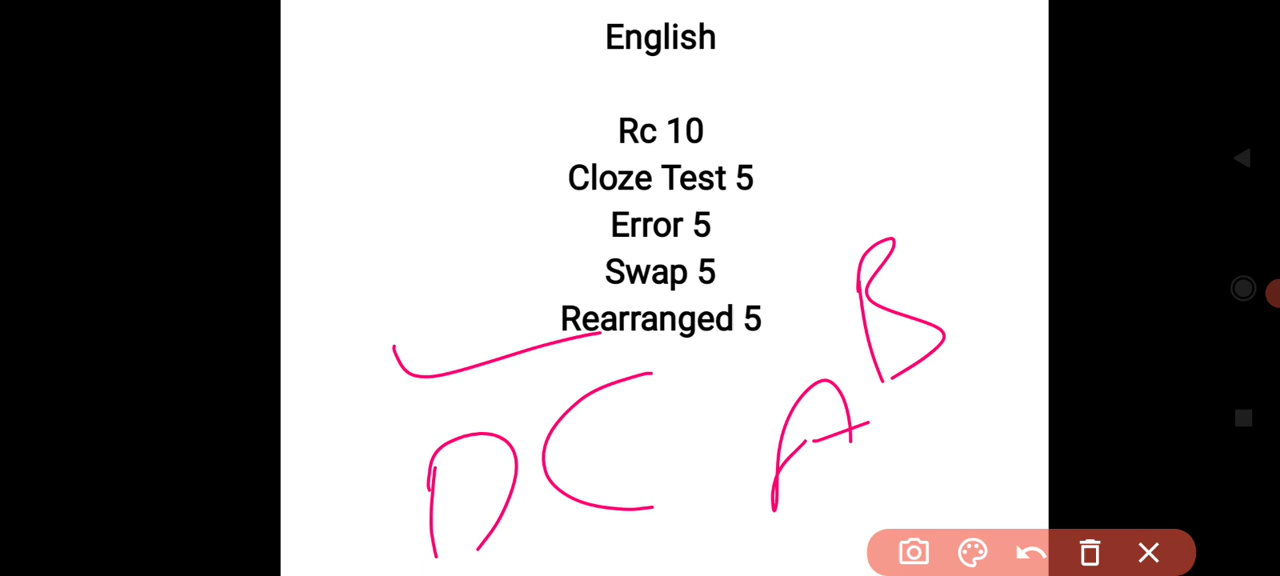 English
Rc 10
Cloze Test 5
Error 5
Swap 5
Rearranged 5
B
D C A